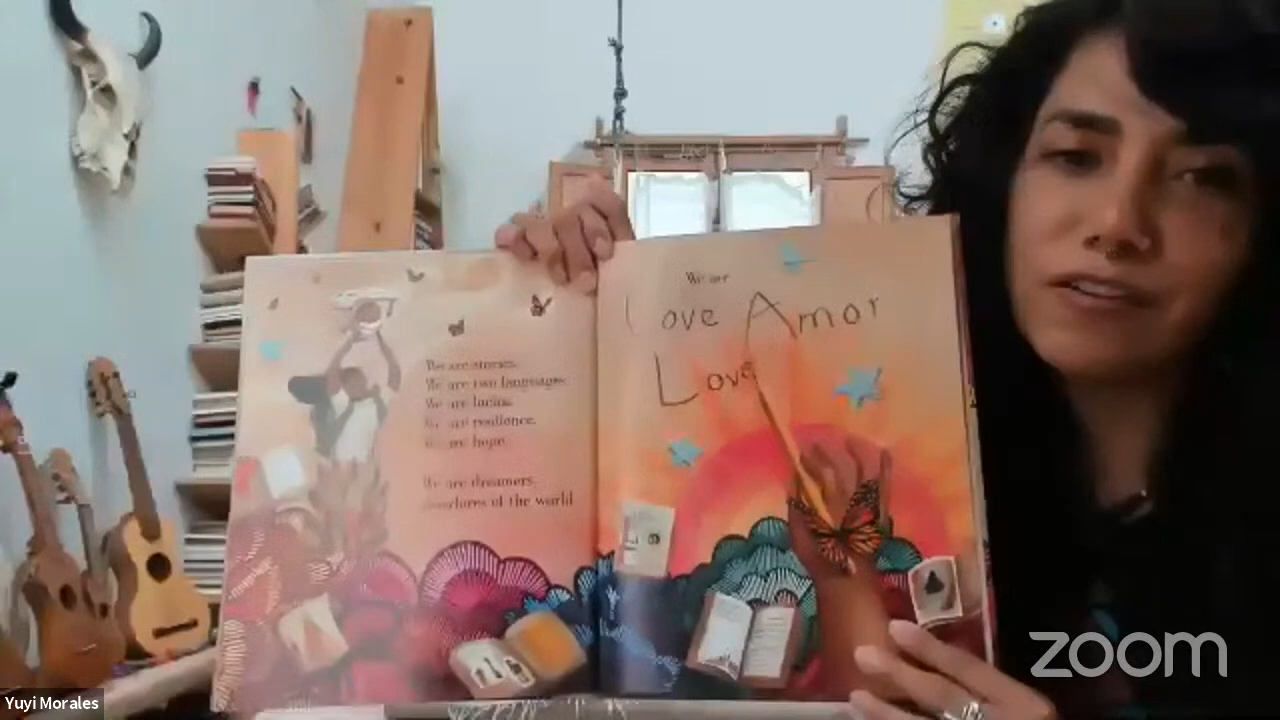 We are stories.
We are two languages.
We are lucha.
We are resilience.
We are hope.
We are dreamers,
soñadores of the world.
We are
Love Amor
Love
zoom
Yuyi Morales